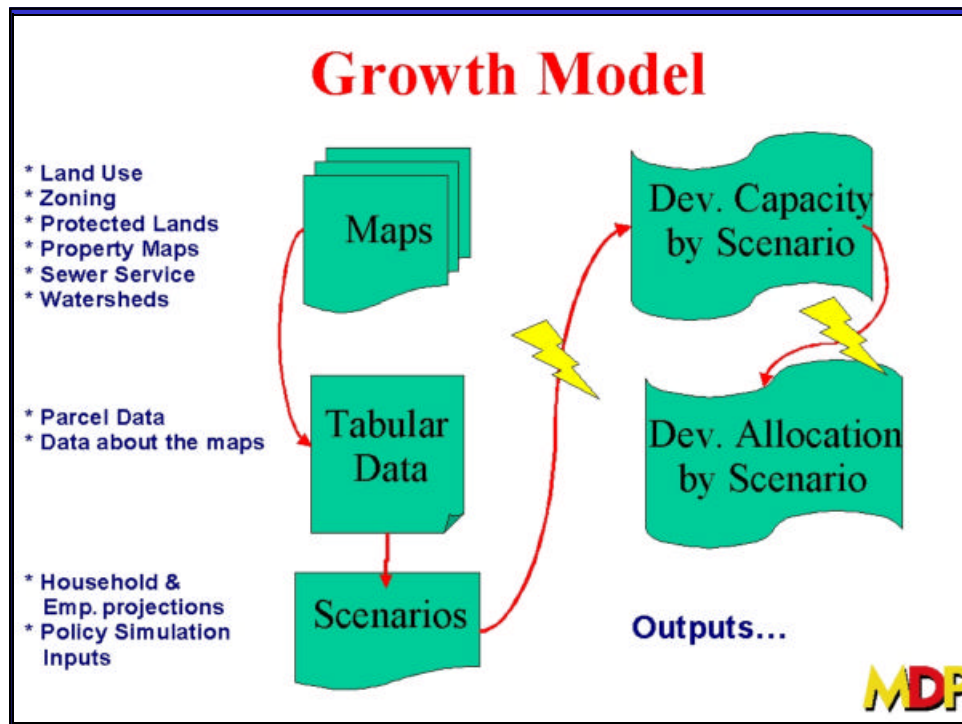 Growth Model
* Land Use
* Zoning
* Protected Lands
* Property Maps
* Sewer Service
* Watersheds
Maps
* Parcel Data
* Data about the maps
Tabular
Data
* Household &
Emp. projections
* Policy Simulation
Inputs
Scenarios
Dev. Capacity
by Scenario
Dev. Allocation
by Scenario
Outputs...
MDP